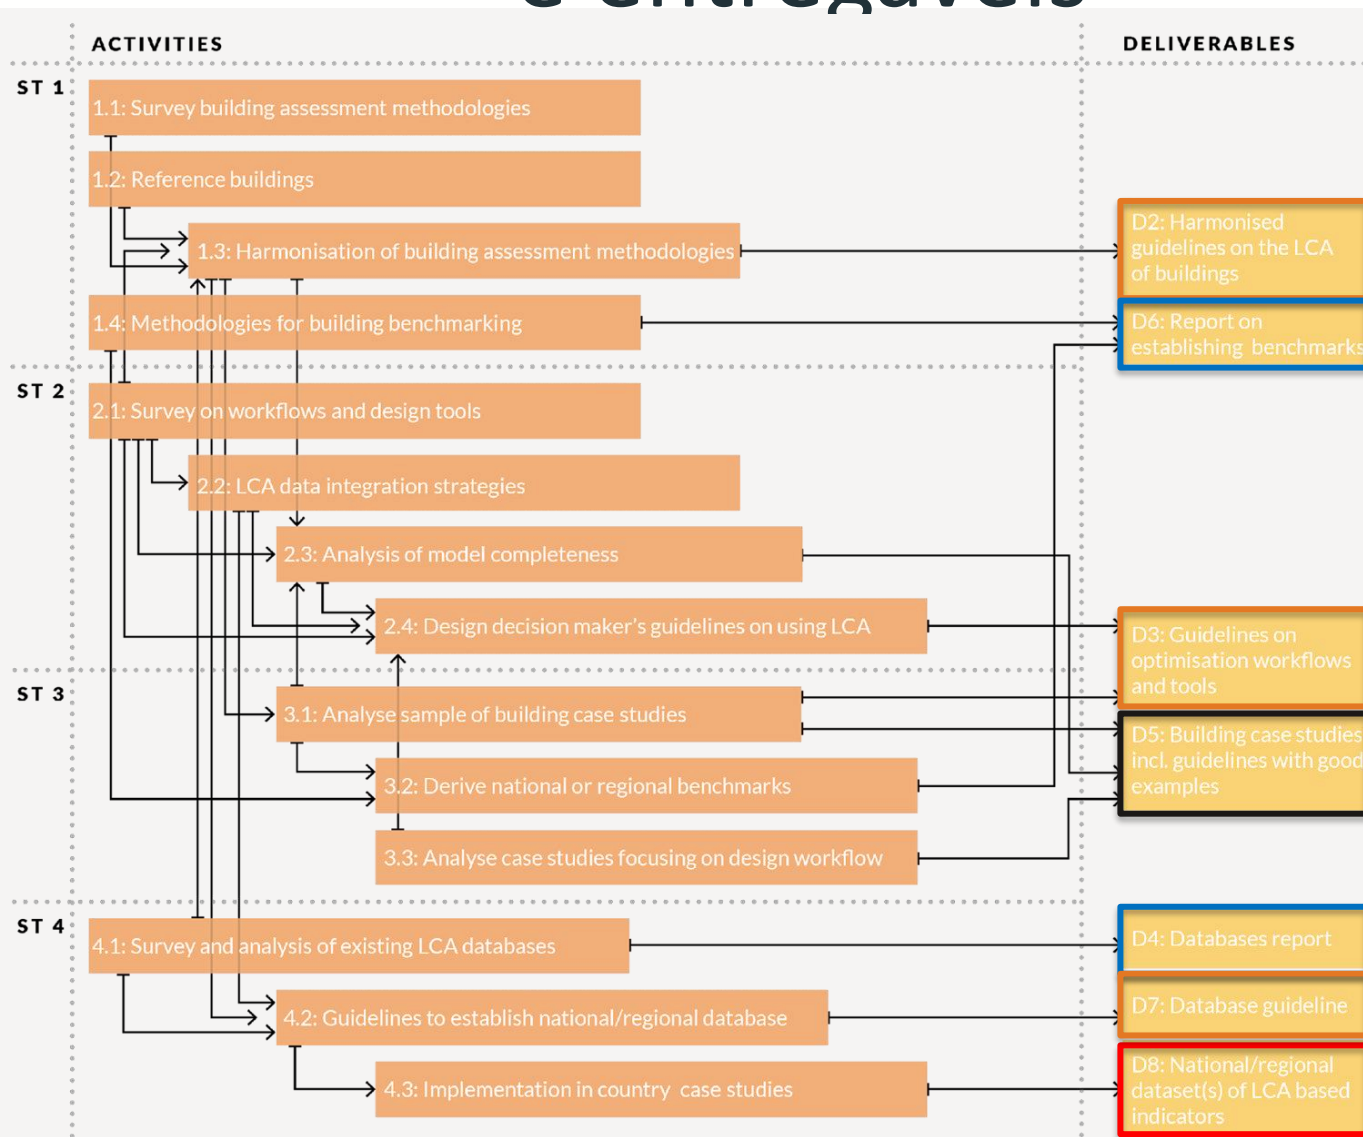 e entregáveis
ACTIVITIES
DELIVERABLES
ST 1
1.1: Survey building assessment methodologies
1.2: Reference buildings
1.3: Harmonisation of building assessment methodologies
D2: Harmonised
guidelines on the LCA
of buildings
1.4: Methodologies for building benchmarking
D6: Report on
establishing benchmarks
ST 2
2.1: Survey on workflows and design tools
2.2: LCA data integration strategies
2.3: Analysis of model completeness
2.4: Design decision maker's guidelines on using LCA
D3: Guidelines on
optimisation workflows
and tools
ST 3
3.1: Analyse sample of building case studies
D5: Building case studies
incl. guidelines with good
examples
3.2: Derive national or regional benchmarks
3.3: Analyse case studies focusing on design workflow
ST 4
4.1: Survey and analysis of existing LCA databases
D4: Databases report
4.2: Guidelines to establish national/regional database
D7: Database guideline
4.3: Implementation in country case studies
D8: National/regional
dataset(s) of LCA based
indicators